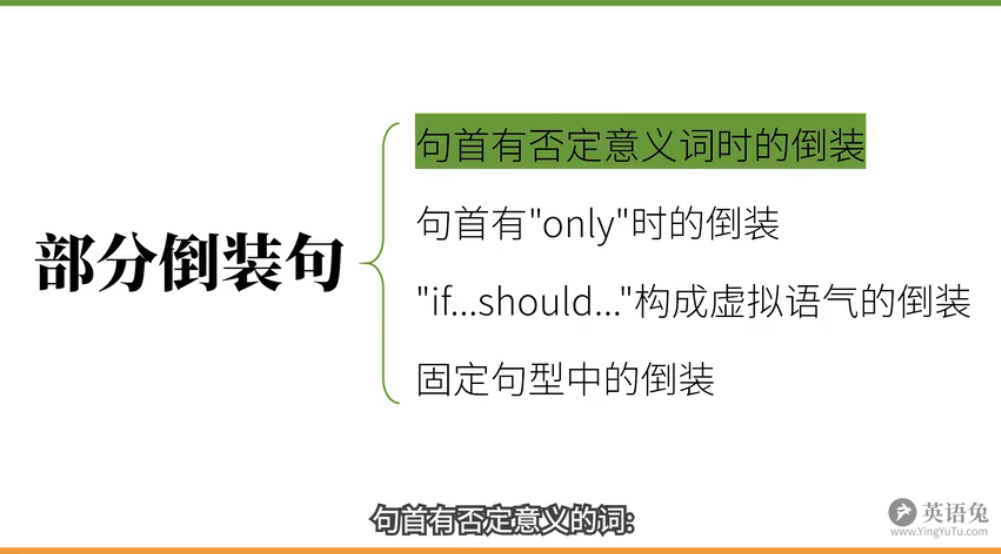 句首有否定意义词时的倒装
句首有"only"时的倒装
部分倒装句
"if...should..."构成虚拟语气的倒装
固定句型中的倒装
句首有否定意义的词:
英语兔
www.YingYuTu.com